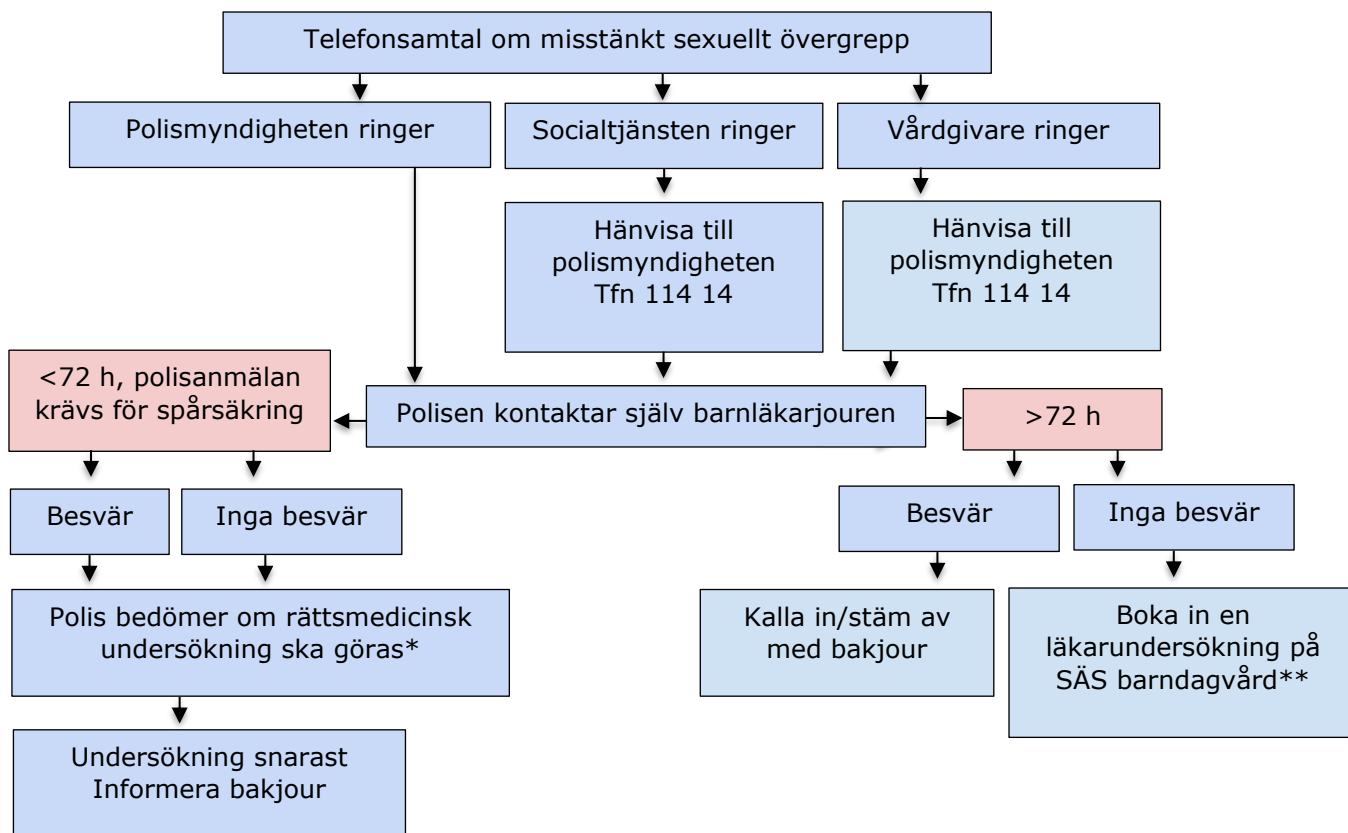 Telefonsamtal om misstänkt sexuellt övergrepp
Polismyndigheten ringer
Socialtjänsten ringer
Vårdgivare ringer
Hänvisa till
polismyndigheten
Tfn 114 14
Hänvisa till
polismyndigheten
Tfn 114 14
<72 h, polisanmälan
krävs för spårsäkring
Polisen kontaktar själv barnläkarjouren
>72 h
Besvär
Inga besvär
Besvär
Inga besvär
Polis bedömer om rättsmedicinsk
undersökning ska göras*
Kalla in/stäm av
med bakjour
Boka in en
läkarundersökning på
SÄS barndagvård**
Undersökning snarast
Informera bakjour